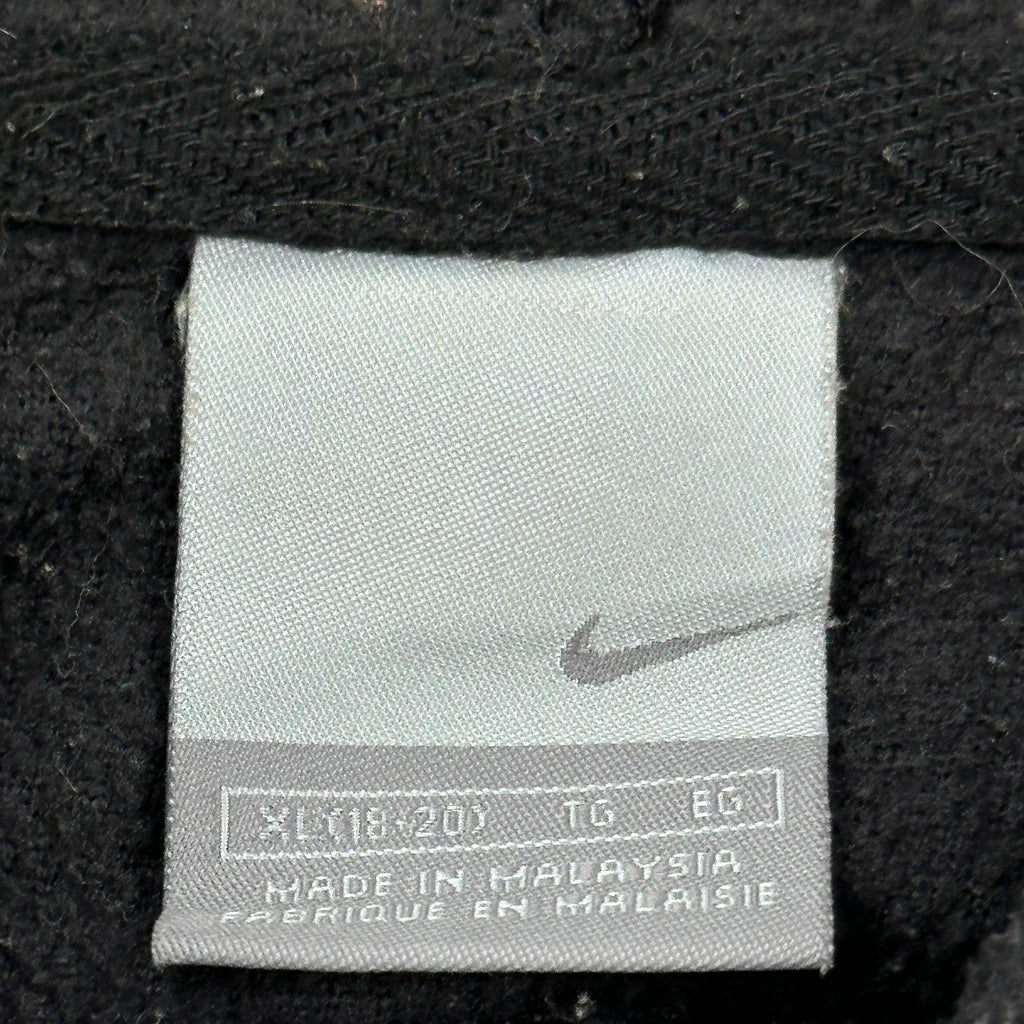 XL (18-20) TG EG
MADE IN MALAYSIA
FABRIQUE EN MALAISIE